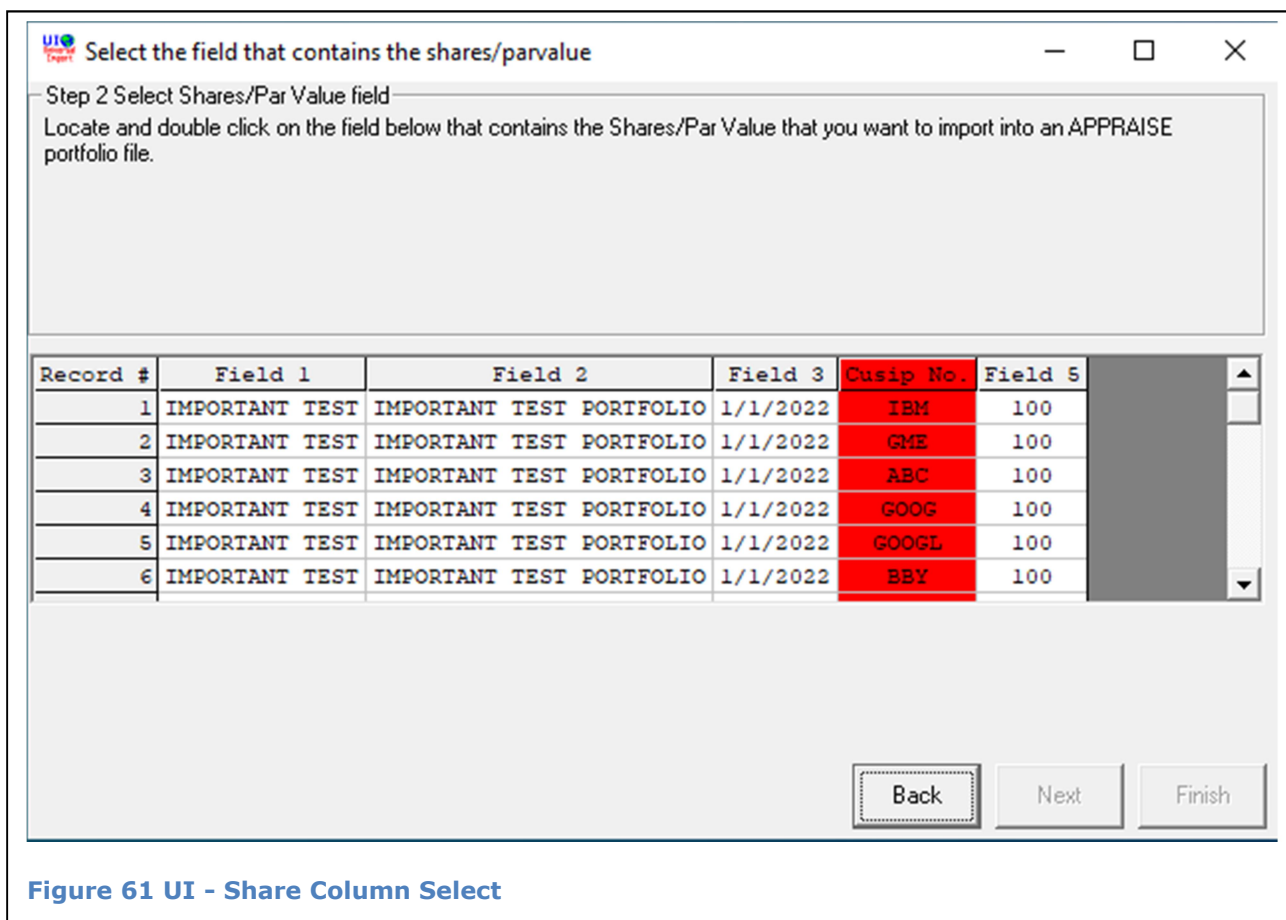 UI
Universal
Import
Select the field that contains the shares/parvalue
Step 2 Select Shares/Par Value field
Locate and double click on the field below that contains the Shares/Par Value that you want to import into an APPRAISE
portfolio file.
Record # Field 1 Field 2 Field 3 Cusip No. Field 5
1 IMPORTANT TEST IMPORTANT TEST PORTFOLIO 1/1/2022 IBM 100
2 IMPORTANT TEST IMPORTANT TEST PORTFOLIO 1/1/2022 GME 100
3 IMPORTANT TEST IMPORTANT TEST PORTFOLIO 1/1/2022 ABC 100
4 IMPORTANT TEST IMPORTANT TEST PORTFOLIO 1/1/2022 GOOG 100
5 IMPORTANT TEST IMPORTANT TEST PORTFOLIO 1/1/2022 GOOGL 100
6 IMPORTANT TEST IMPORTANT TEST PORTFOLIO 1/1/2022 BBY 100
Back Next Finish
Figure 61 UI - Share Column Select